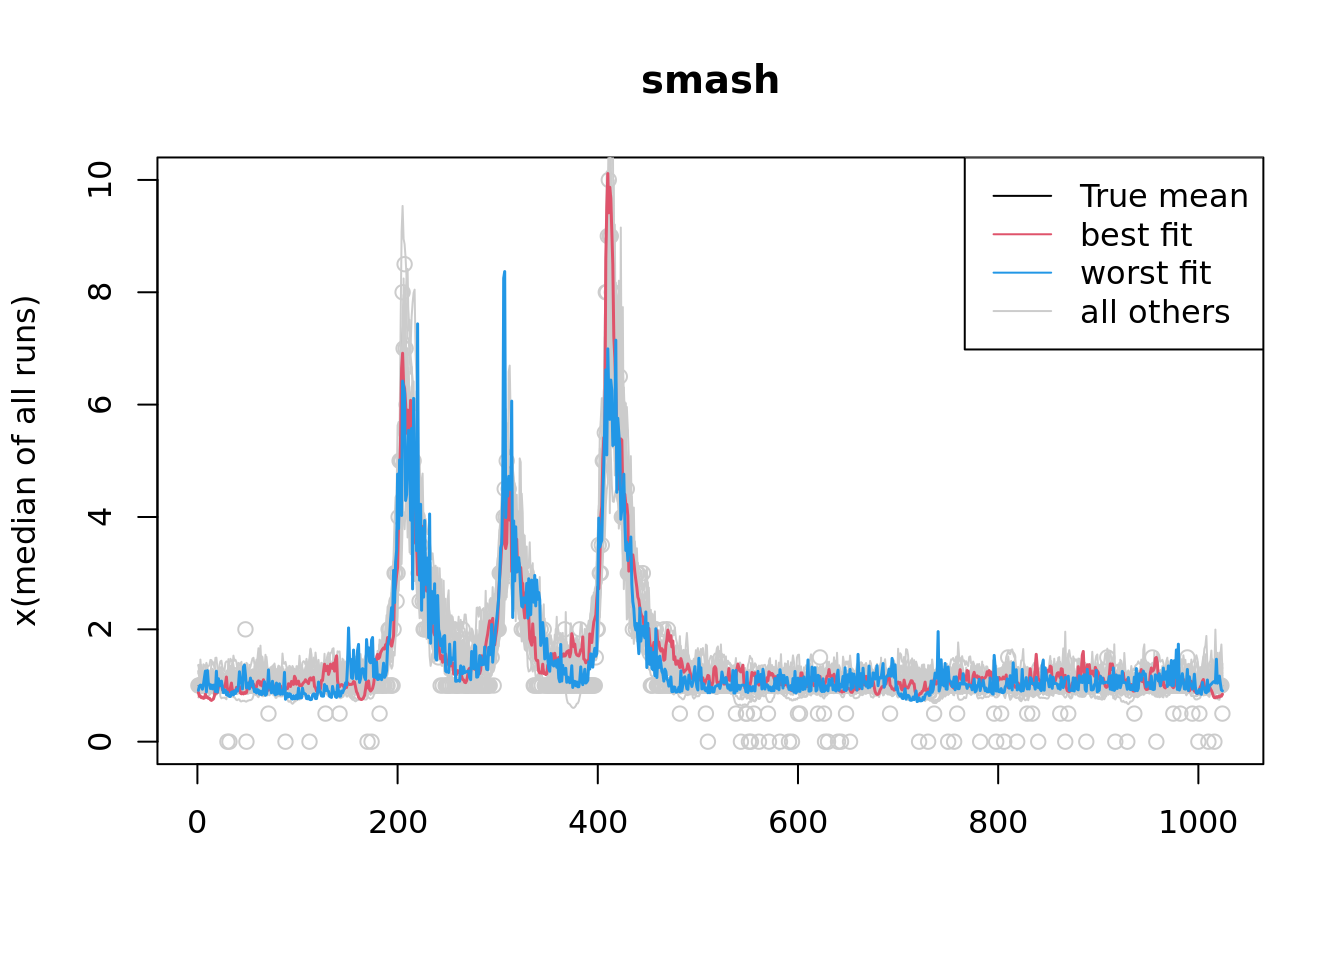 smash
x(median of all runs)
10
8
6
4
2
0
0 200 400 600 800 1000
True mean
best fit
worst fit
all others